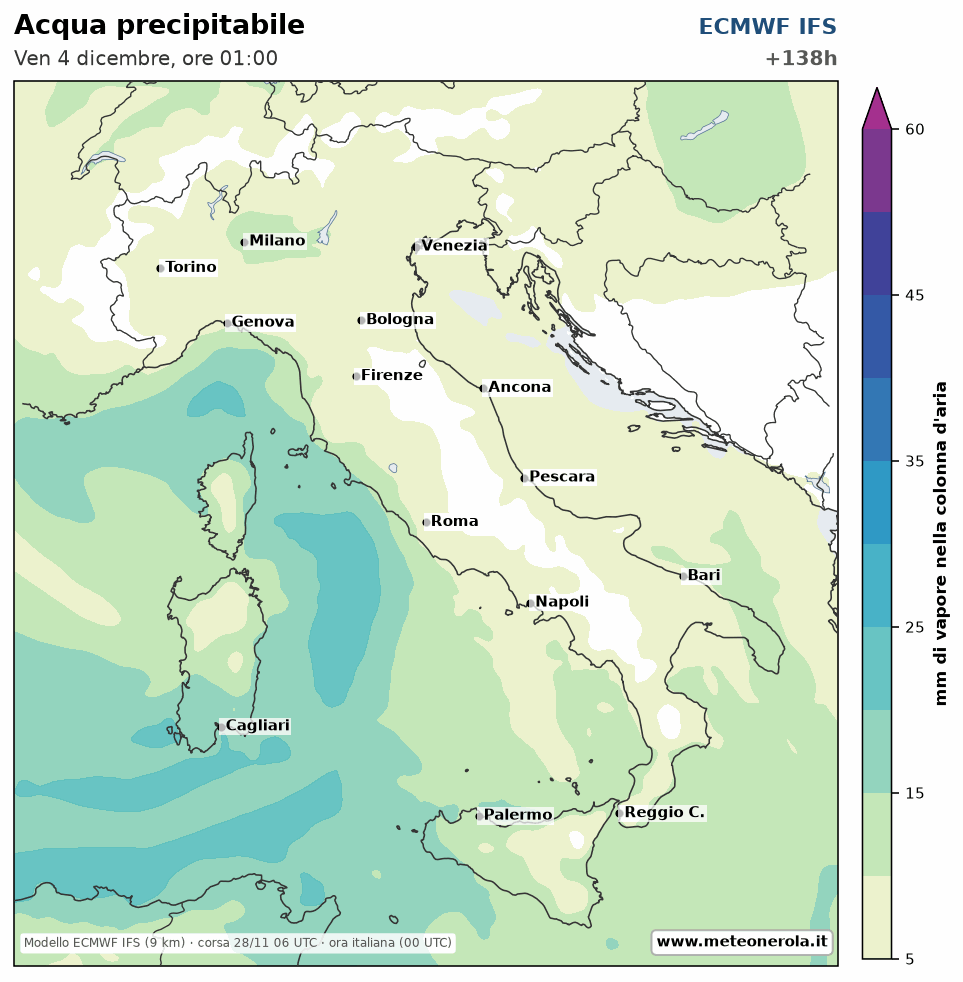 Acqua precipitabile
ECMWF IFS
Ven 4 dicembre, ore 01:00
+138h
Milano
Venezia
Torino
Genova
Bologna
Firenze
Ancona
Pescara
Roma
Bari
Napoli
Cagliari
Palermo
Reggio C.
60
45
35
25
15
5
mm di vapore nella colonna d'aria
Modello ECMWF IFS (9 km) · corsa 28/11 06 UTC · ora italiana (00 UTC)
www.meteonerola.it